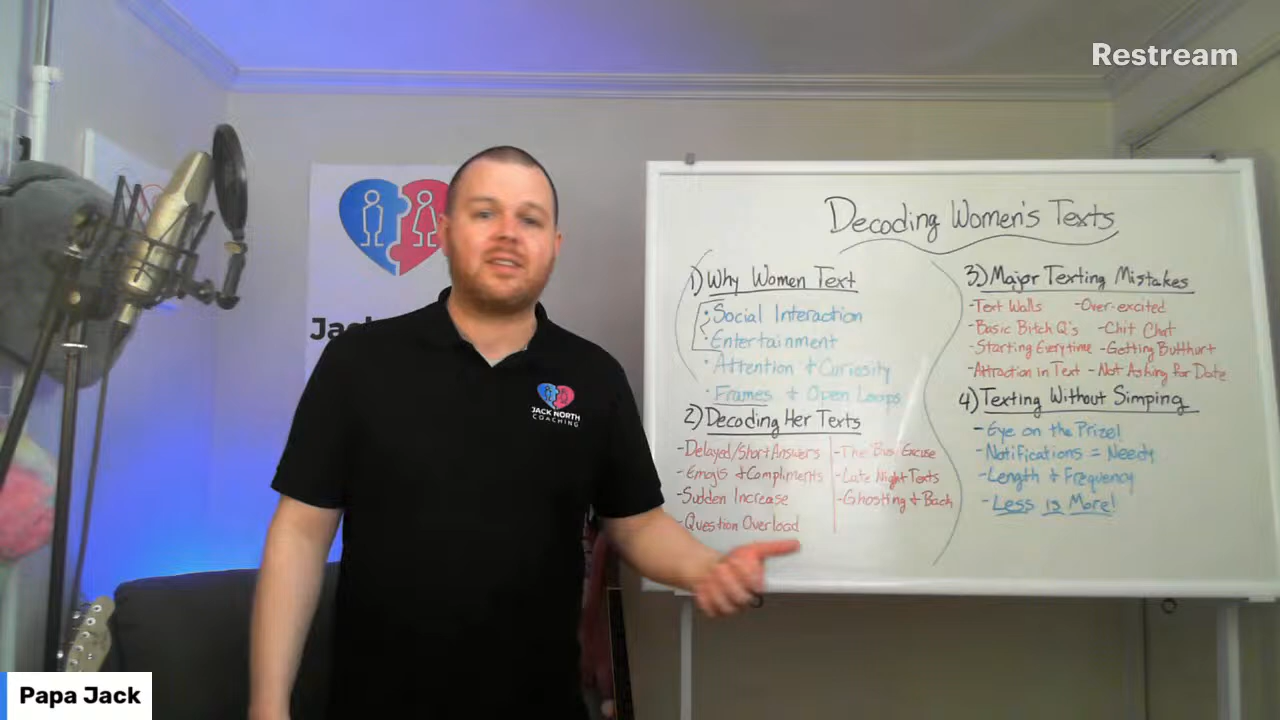 Restream
Decoding Women's Texts
1) Why Women Text
• Social Interaction
• Entertainment
• Attention + Curiosity
• Frames + Open Loops
2) Decoding Her Texts
- Delayed/Short Answers
- Emojis + Compliments
- Sudden Increase
- Question Overload
- The Busy Excuse
- Late Night Texts
- Ghosting + Back
3) Major Texting Mistakes
- Text Walls - Over-excited
- Basic Bitch Q's - Chit Chat
- Starting Everytime - Getting Butthurt
- Attraction in Text - Not Asking for Date
4) Texting Without Simping
- Eye on the Prize!
- Notifications = Needy
- Length + Frequency
- Less is More!
JACK NORTH
COACHING
Papa Jack